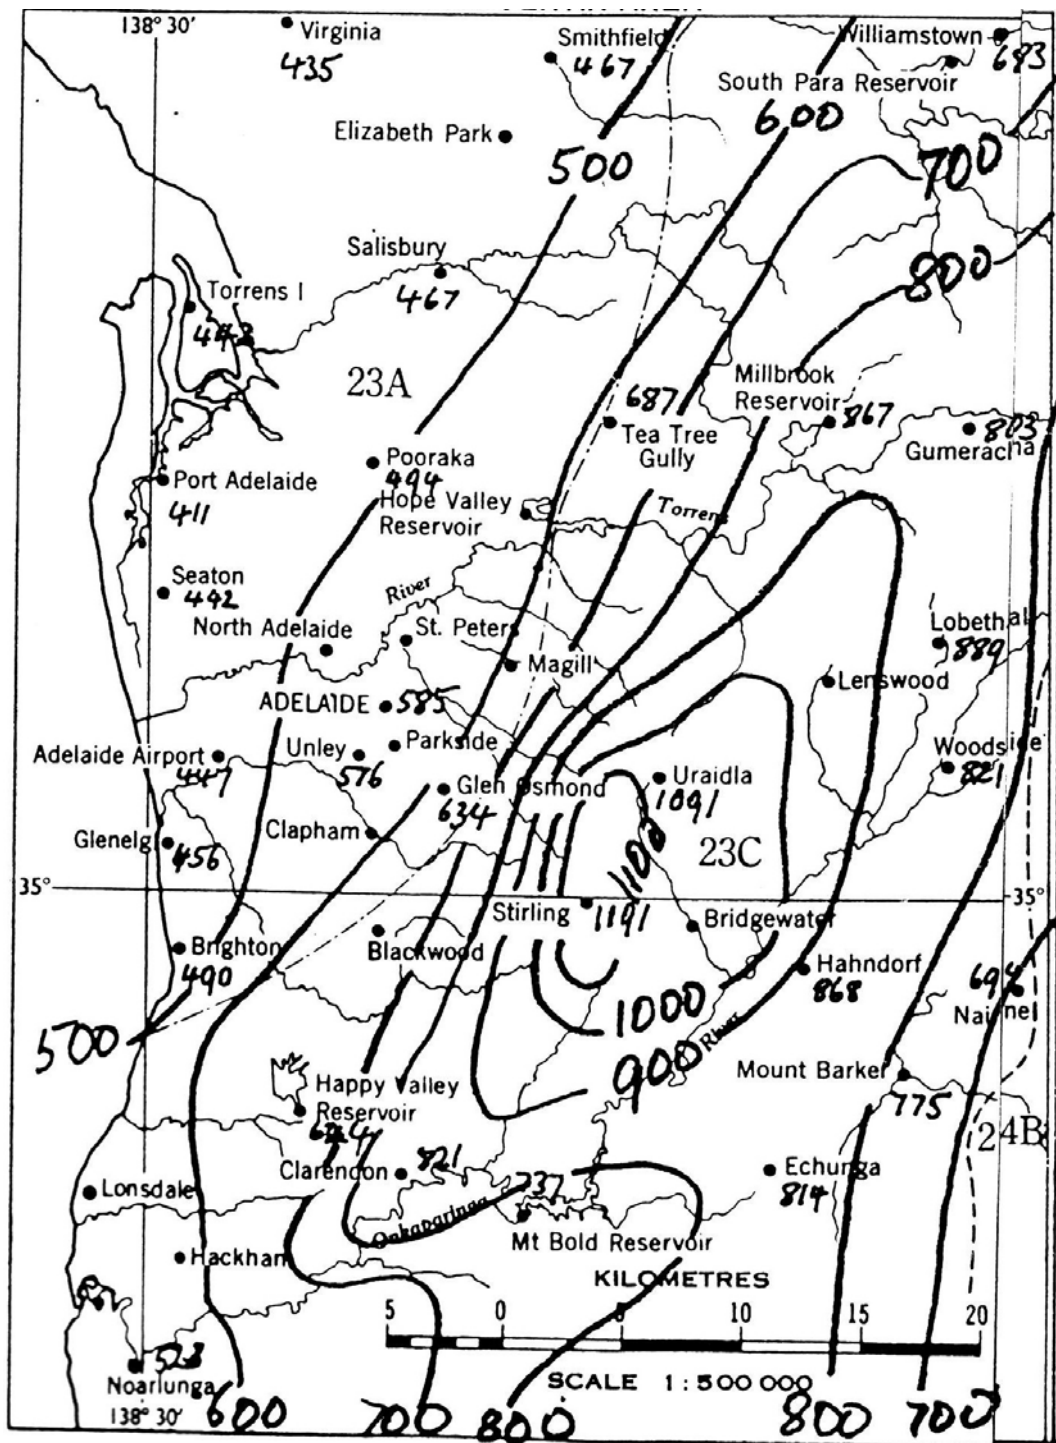 138° 30'
Virginia
435
Smithfield
467
Williamstown
683
South Para Reservoir
600
Elizabeth Park
500
700
Salisbury
467
800
Torrens I
442
23A
Millbrook
Reservoir
867
687
Tea Tree
Gully
803
Gumeracha
Pooraka
494
Port Adelaide
411
Hope Valley
Reservoir
Torrens
Seaton
442
River
North Adelaide
St. Peters
Lobethal
889
Magill
Lenswood
ADELAIDE
585
Parkside
Adelaide Airport
447
Unley
576
Woodside
821
Uraidla
1091
Glen Osmond
634
Glenelg
456
Clapham
1100
23C
35°
Stirling
1191
Bridgewater
Brighton
490
Blackwood
Hahndorf
868
694
Nairne
1000
500
900
River
Mount Barker
775
Happy Valley
Reservoir
24B
Clarendon
821
Echunga
814
Lonsdale
Onkaparinga
737
Mt Bold Reservoir
Hackham
KILOMETRES
5 0 5 10 15 20
523
Noarlunga
SCALE 1:500 000
138° 30'
600
700
800
800
700